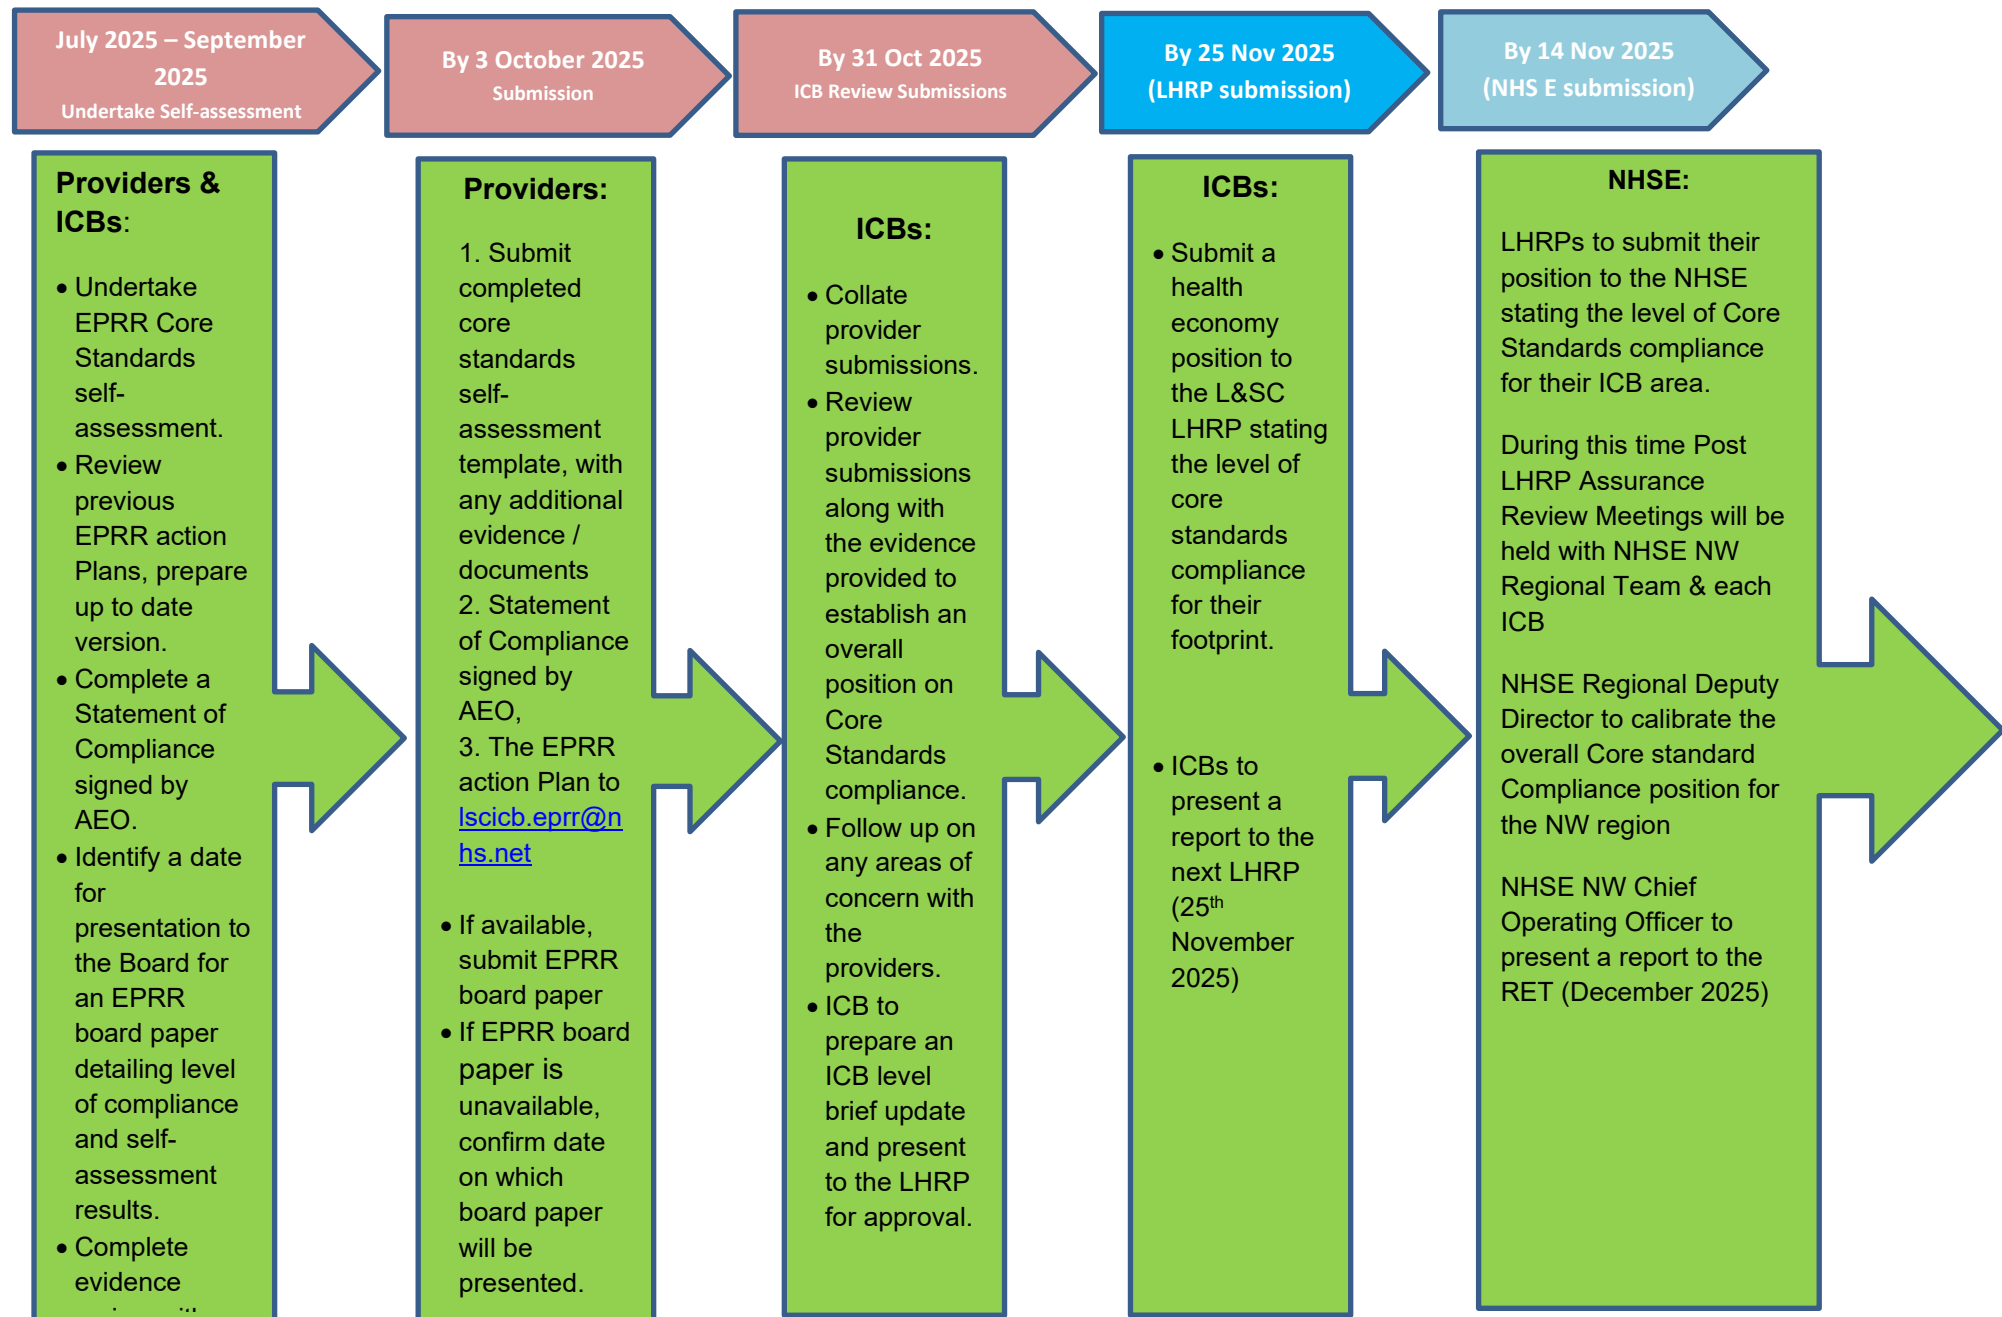 July 2025 – September
2025
Undertake Self-assessment
By 3 October 2025
Submission
By 31 Oct 2025
ICB Review Submissions
By 25 Nov 2025
(LHRP submission)
By 14 Nov 2025
(NHS E submission)
Providers &
ICBs:
• Undertake
EPRR Core
Standards
self-
assessment.
• Review
previous
EPRR action
Plans, prepare
up to date
version.
• Complete a
Statement of
Compliance
signed by
AEO.
• Identify a date
for
presentation to
the Board for
an EPRR
board paper
detailing level
of compliance
and self-
assessment
results.
• Complete
evidence
Providers:
1. Submit
completed
core
standards
self-
assessment
template, with
any additional
evidence /
documents
2. Statement
of Compliance
signed by
AEO,
3. The EPRR
action Plan to
lscicb.eprr@n
hs.net
• If available,
submit EPRR
board paper
• If EPRR board
paper is
unavailable,
confirm date
on which
board paper
will be
presented.
ICBs:
• Collate
provider
submissions.
• Review
provider
submissions
along with
the evidence
provided to
establish an
overall
position on
Core
Standards
compliance.
• Follow up on
any areas of
concern with
the
providers.
• ICB to
prepare an
ICB level
brief update
and present
to the LHRP
for approval.
ICBs:
• Submit a
health
economy
position to
the L&SC
LHRP stating
the level of
core
standards
compliance
for their
footprint.
• ICBs to
present a
report to the
next LHRP
(25th
November
2025)
NHSE:
LHRPs to submit their
position to the NHSE
stating the level of Core
Standards compliance
for their ICB area.
During this time Post
LHRP Assurance
Review Meetings will be
held with NHSE NW
Regional Team & each
ICB
NHSE Regional Deputy
Director to calibrate the
overall Core standard
Compliance position for
the NW region
NHSE NW Chief
Operating Officer to
present a report to the
RET (December 2025)